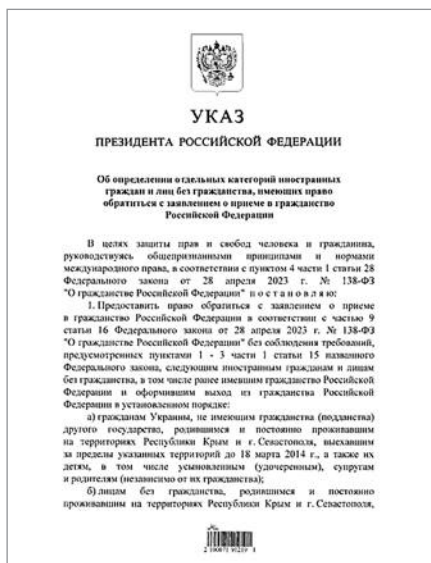 УКАЗ
ПРЕЗИДЕНТА РОССИЙСКОЙ ФЕДЕРАЦИИ
Об определении отдельных категорий иностранных
граждан и лиц без гражданства, имеющих право
обратиться с заявлением о приеме в гражданство
Российской Федерации
В целях защиты прав и свобод человека и гражданина,
руководствуясь общепризнанными принципами и нормами
международного права, в соответствии с пунктом 4 части 1 статьи 28
Федерального закона от 28 апреля 2023 г. № 138-ФЗ
"О гражданстве Российской Федерации" п о с т а н о в л я ю:
1. Предоставить право обратиться с заявлением о приеме
в гражданство Российской Федерации в соответствии с частью 9
статьи 16 Федерального закона от 28 апреля 2023 г. № 138-ФЗ
"О гражданстве Российской Федерации" без соблюдения требований,
предусмотренных пунктами 1 - 3 части 1 статьи 15 названного
Федерального закона, следующим иностранным гражданам и лицам
без гражданства, в том числе ранее имевшим гражданство Российской
Федерации и оформившим выход из гражданства Российской
Федерации в установленном порядке:
а) гражданам Украины, не имеющим гражданства (подданства)
другого государства, родившимся и постоянно проживавшим
на территориях Республики Крым и г. Севастополя, выехавшим
за пределы указанных территорий до 18 марта 2014 г., а также их
детям, в том числе усыновленным (удочеренным), супругам
и родителям (независимо от их гражданства);
б) лицам без гражданства, родившимся и постоянно
проживавшим на территориях Республики Крым и г. Севастополя,